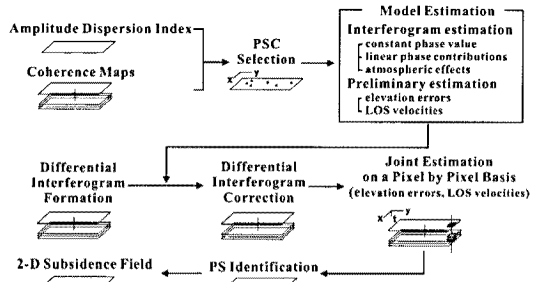 Model Estimation
Amplitude Dispersion Index
Coherence Maps
PSC
Selection
x
y
Interferogram estimation
constant phase value
linear phase contributions
atmospheric effects
Preliminary estimation
elevation errors
LOS velocities
Differential
Interferogram
Formation
Differential
Interferogram
Correction
Joint Estimation
on a Pixel by Pixel Basis
(elevation errors, LOS velocities)
x
t
y
2-D Subsidence Field
PS Identification